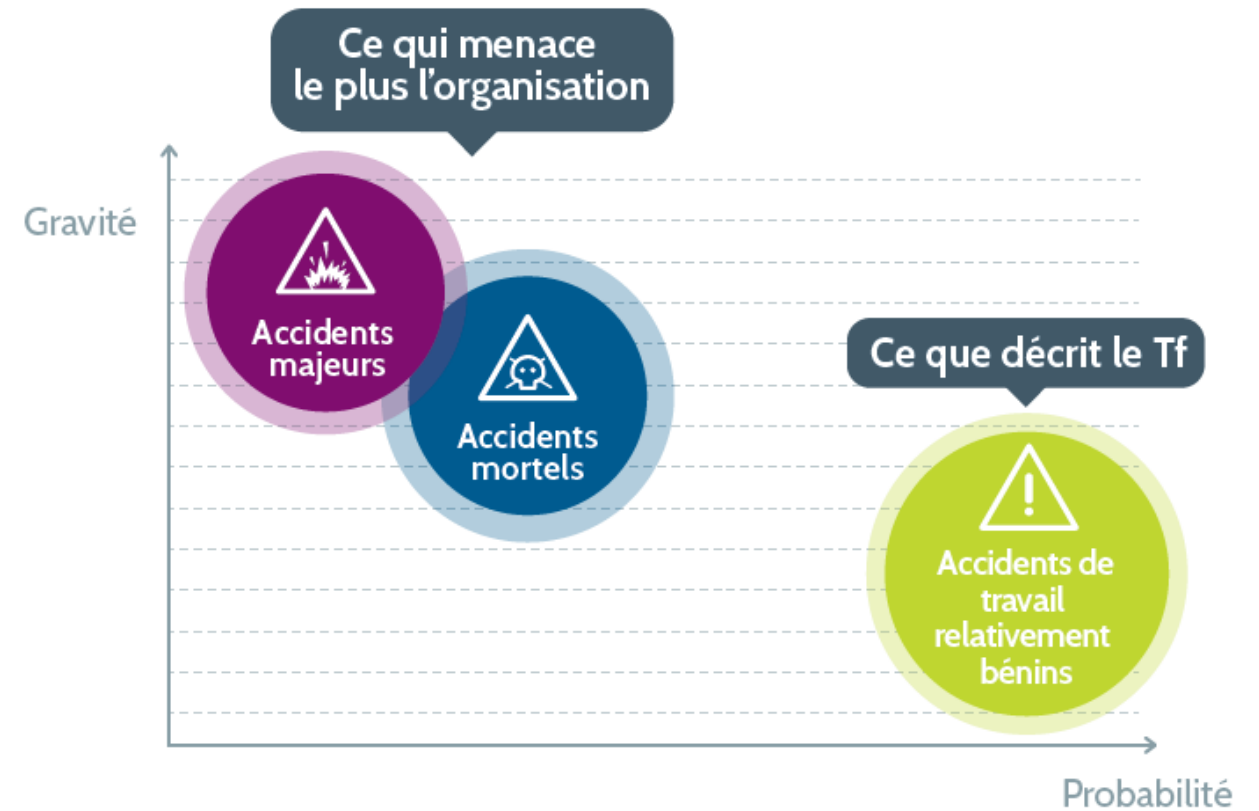 Ce qui menace
le plus l’organisation
Gravité
Accidents
majeurs
Accidents
mortels
Ce que décrit le Tf
!
Accidents de
travail
relativement
bénins
Probabilité